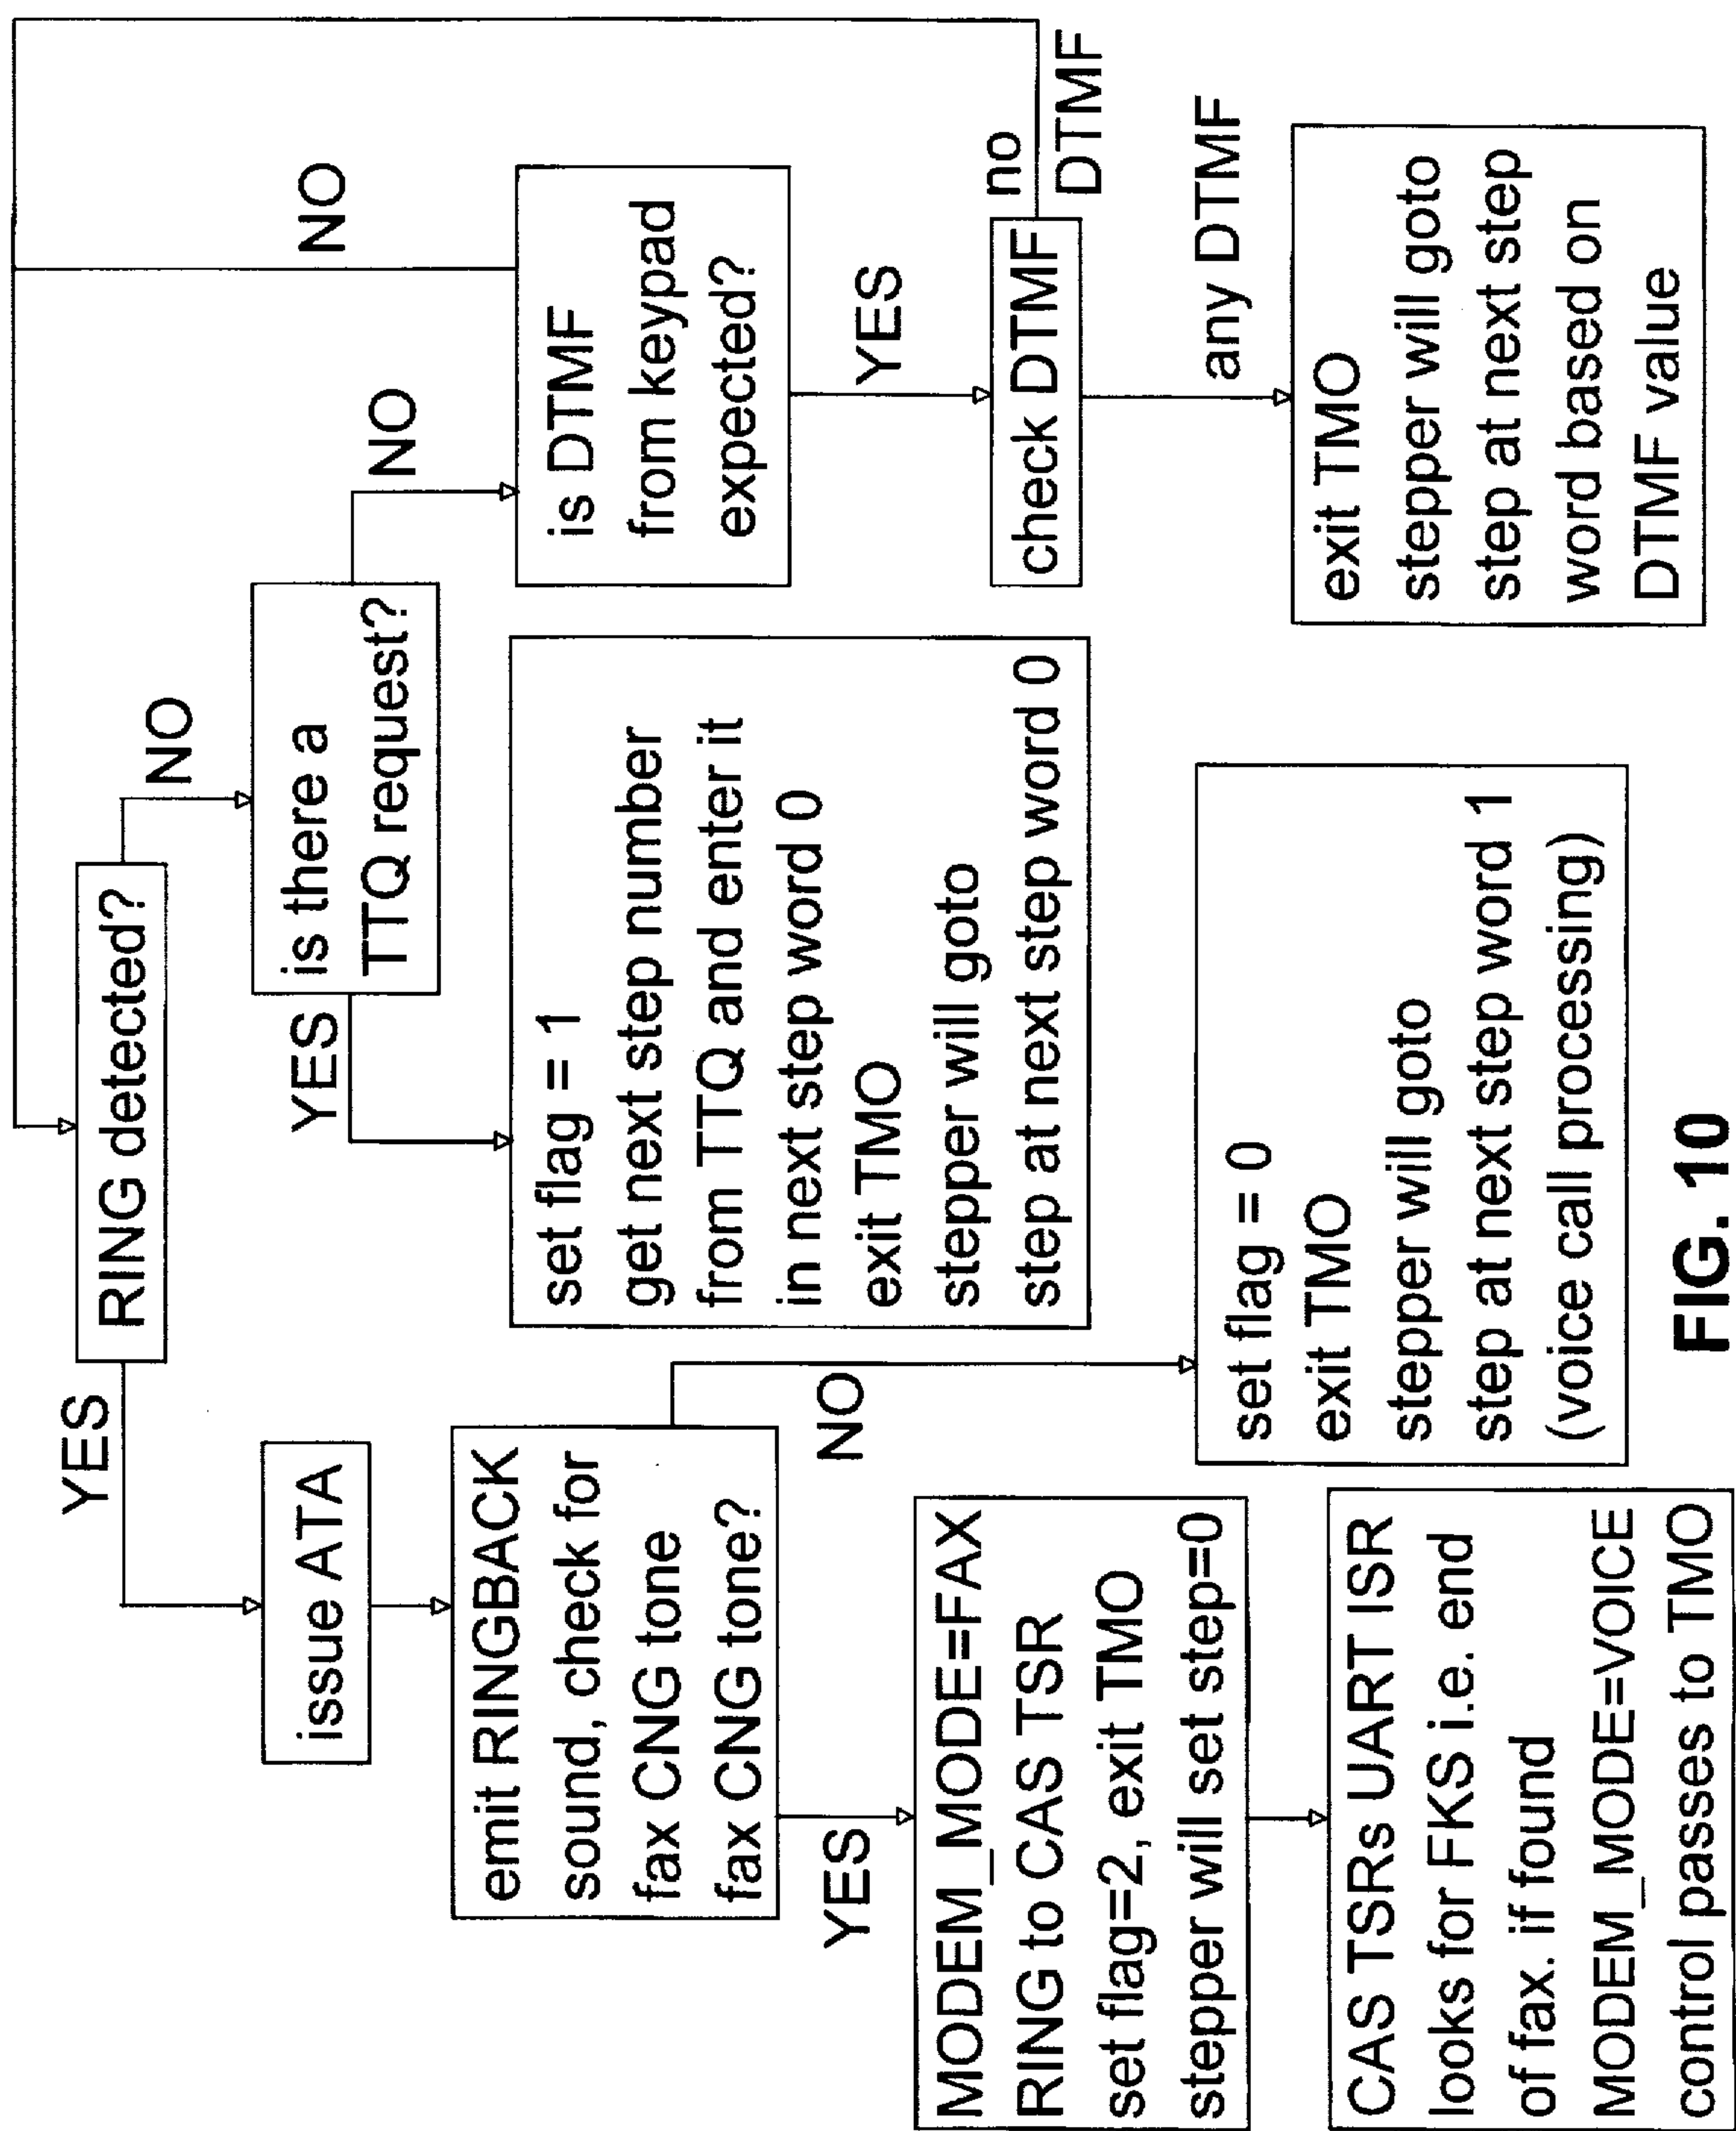 RING detected?
YES
NO
issue ATA
is there a
TTQ request?
YES
NO
NO
emit RINGBACK
sound, check for
fax CNG tone
fax CNG tone?
set flag = 1
get next step number
from TTQ and enter it
in next step word 0
exit TMO
stepper will goto
step at next step word 0
is DTMF
from keypad
expected?
YES
NO
YES
MODEM_MODE=FAX
RING to CAS TSR
set flag=2, exit TMO
stepper will set step=0
check DTMF
no
DTMF
any DTMF
set flag = 0
exit TMO
stepper will goto
step at next step word 1
(voice call processing)
exit TMO
stepper will goto
step at next step
word based on
DTMF value
CAS TSRs UART ISR
looks for FKS i.e. end
of fax. if found
MODEM_MODE=VOICE
control passes to TMO
FIG. 10